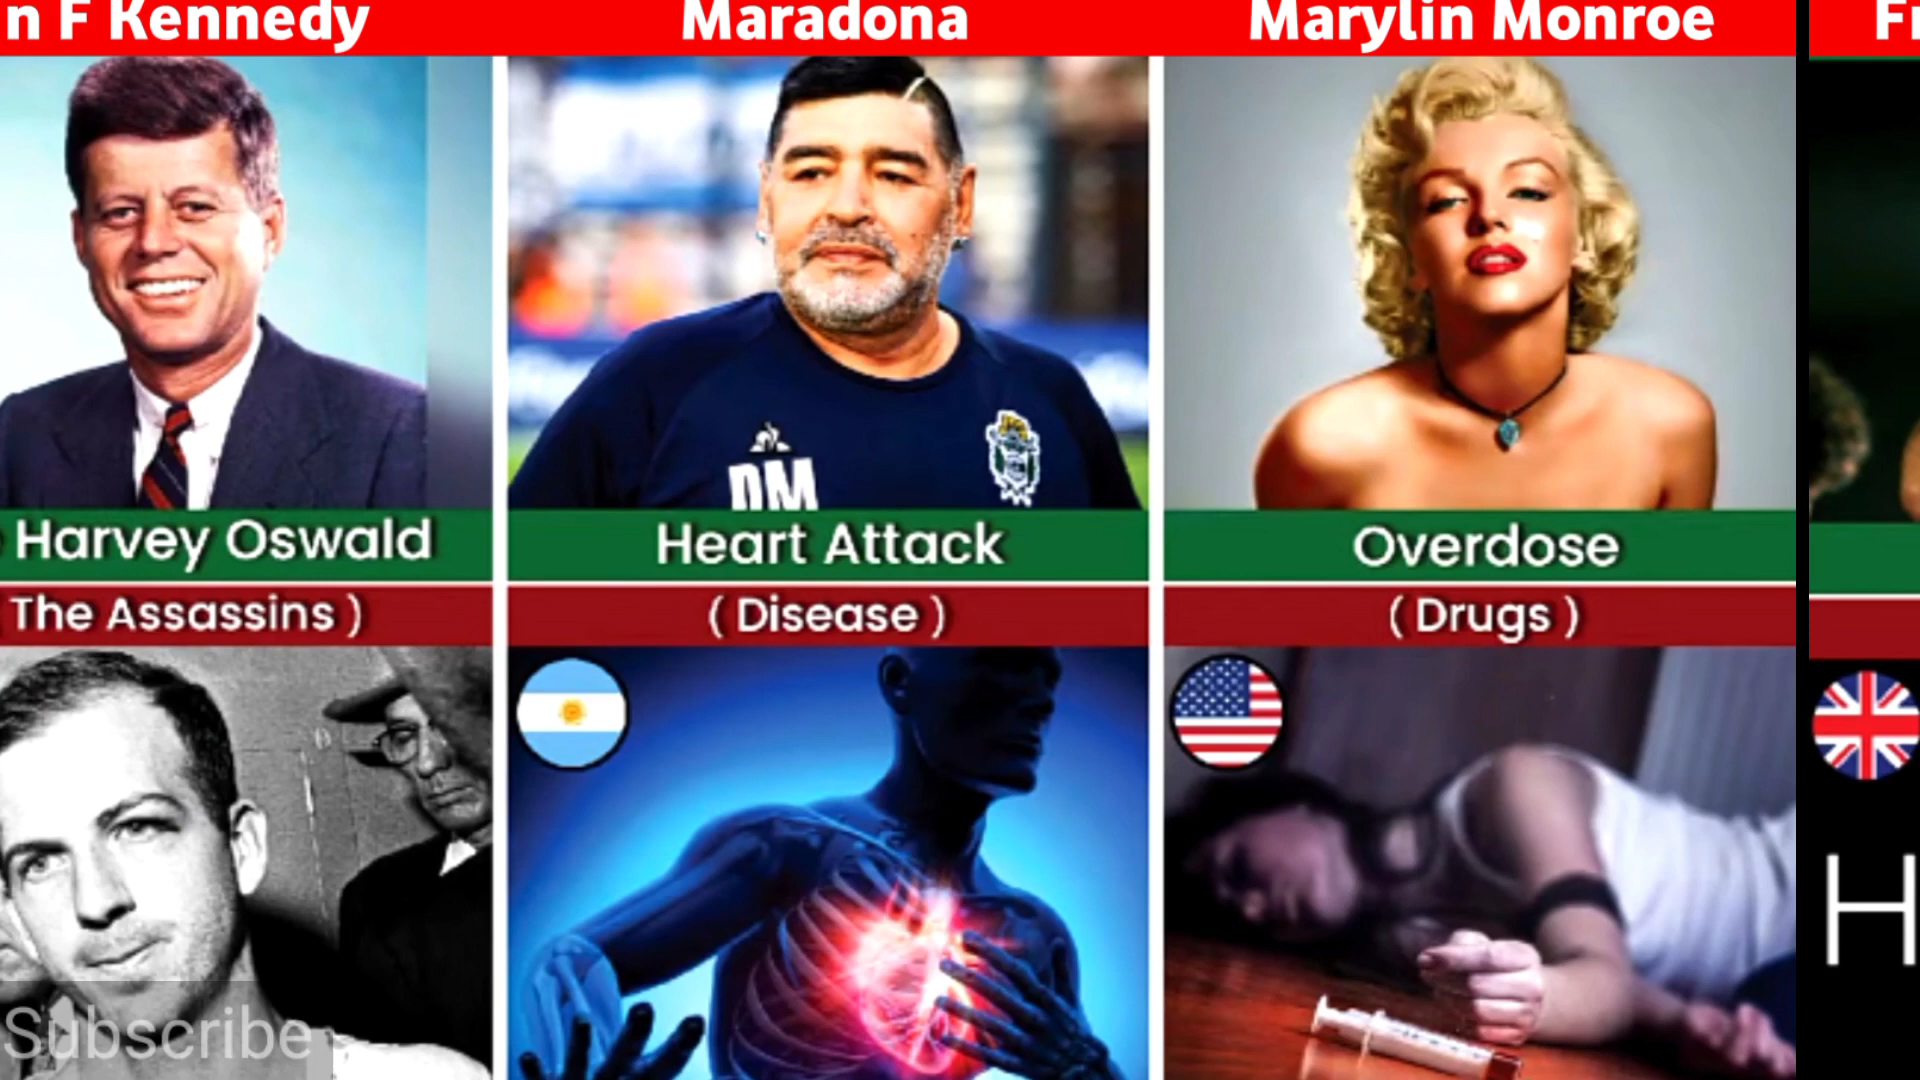 n F Kennedy
Maradona
Marylin Monroe
Harvey Oswald
Heart Attack
Overdose
The Assassins )
( Disease )
( Drugs )
DM
H
Subscribe